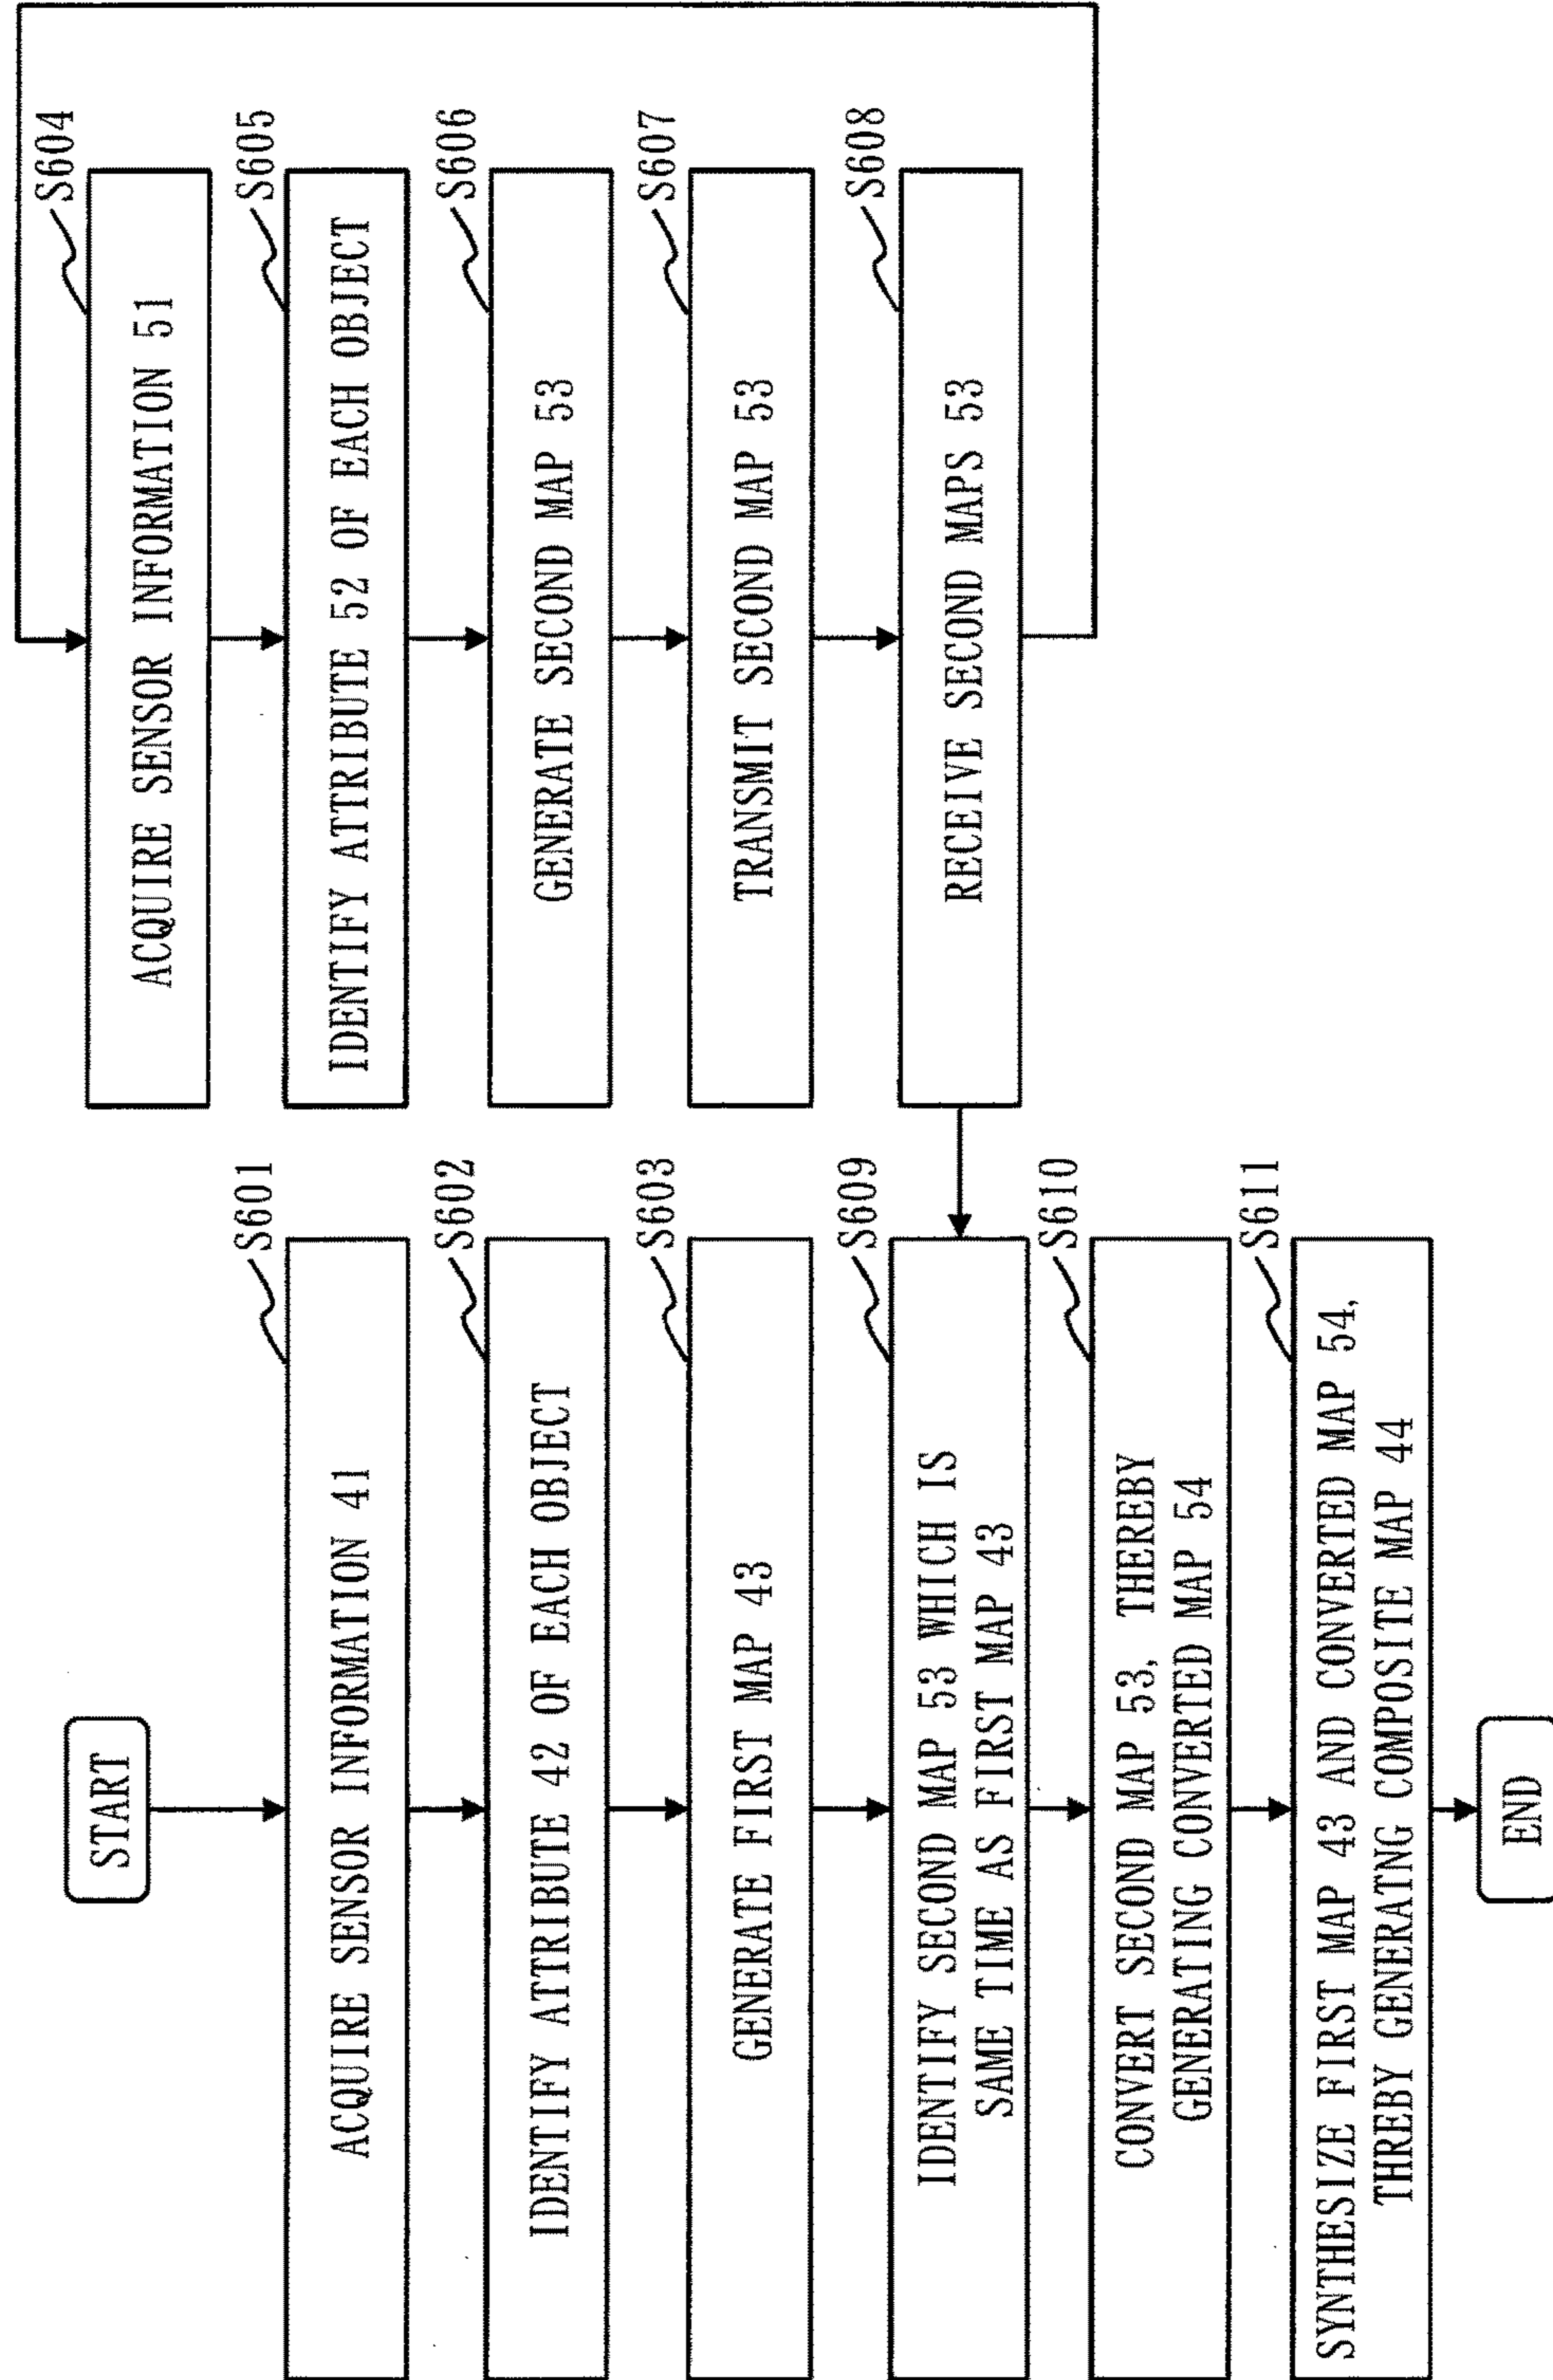 START
S601
ACQUIRE SENSOR INFORMATION 41
S602
IDENTIFY ATTRIBUTE 42 OF EACH OBJECT
S603
GENERATE FIRST MAP 43
S609
IDENTIFY SECOND MAP 53 WHICH IS
SAME TIME AS FIRST MAP 43
S610
CONVERT SECOND MAP 53, THEREBY
GENERATING CONVERTED MAP 54
S611
SYNTHESIZE FIRST MAP 43 AND CONVERTED MAP 54,
THREBY GENERATNG COMPOSITE MAP 44
END
S604
ACQUIRE SENSOR INFORMATION 51
S605
IDENTIFY ATTRIBUTE 52 OF EACH OBJECT
S606
GENERATE SECOND MAP 53
S607
TRANSMIT SECOND MAP 53
S608
RECEIVE SECOND MAPS 53